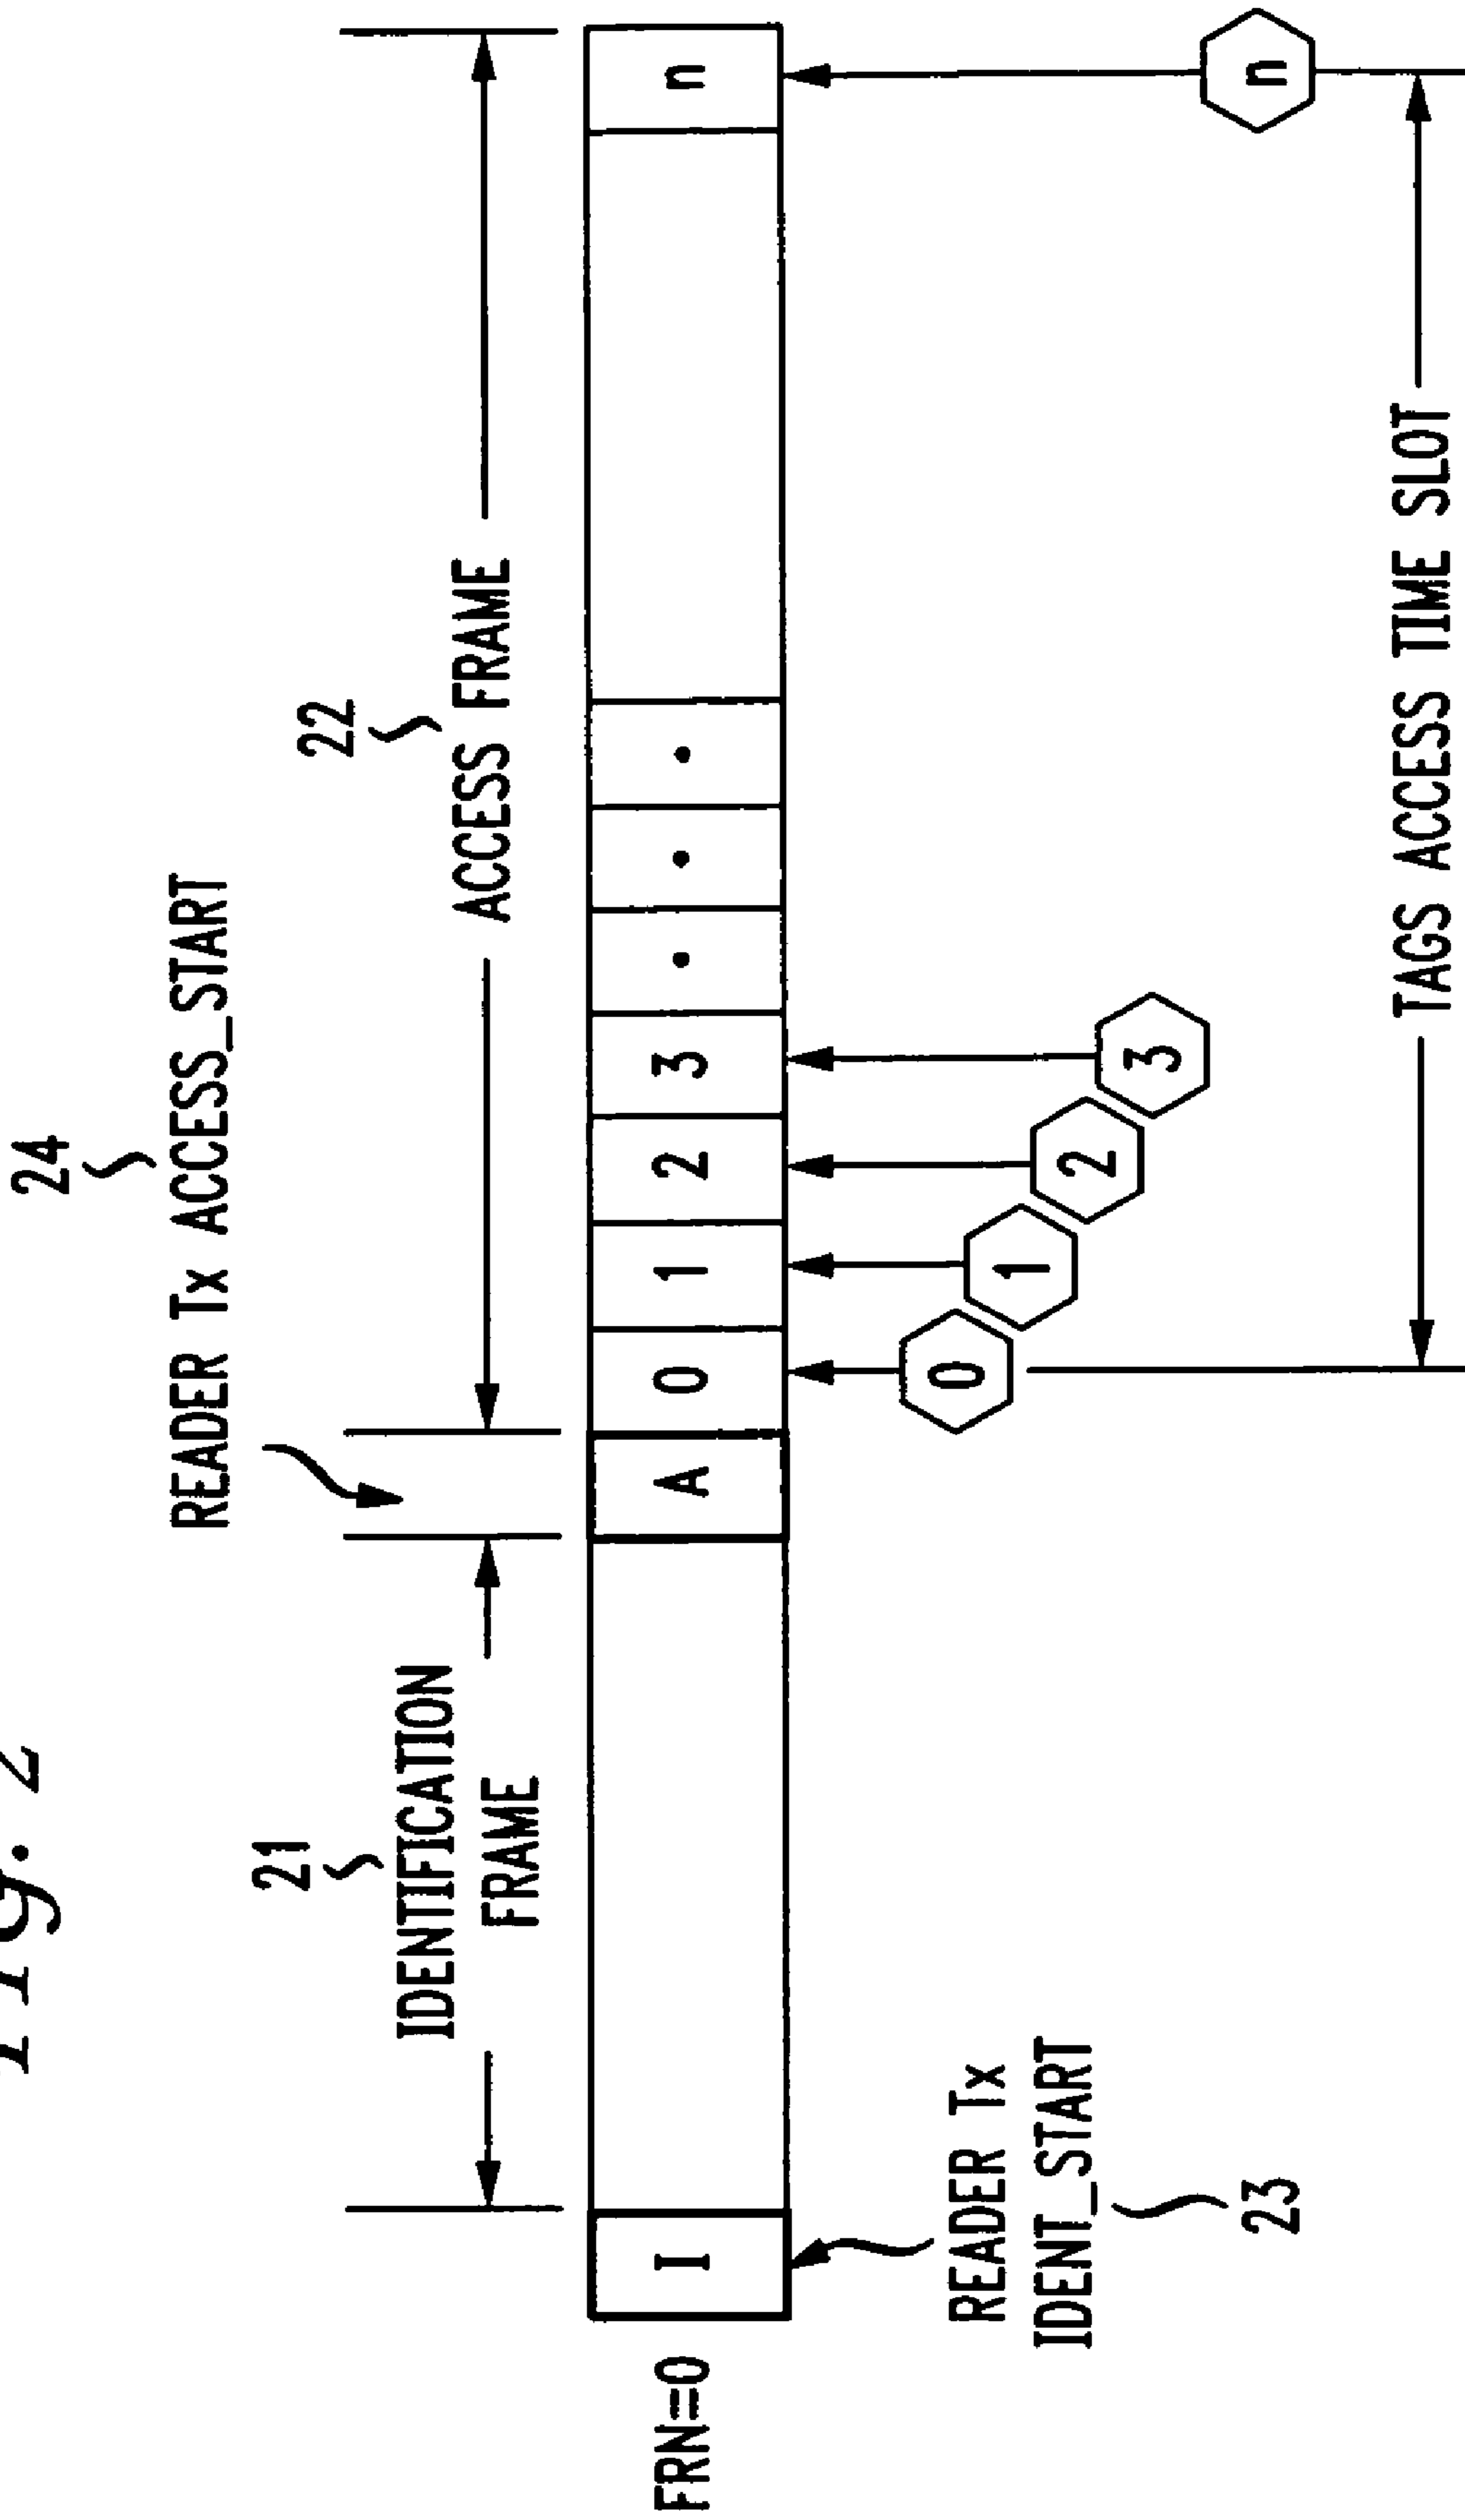 Fig. 2
24
READER Tx ACCESS_START
21
22
IDENTIFICATION
FRAME
ACCESS FRAME
FRN=0
I
A
0
1
2
3
.
.
.
n
READER Tx
IDENT_START
23
0
1
2
3
n
TAGS ACCESS TIME SLOT